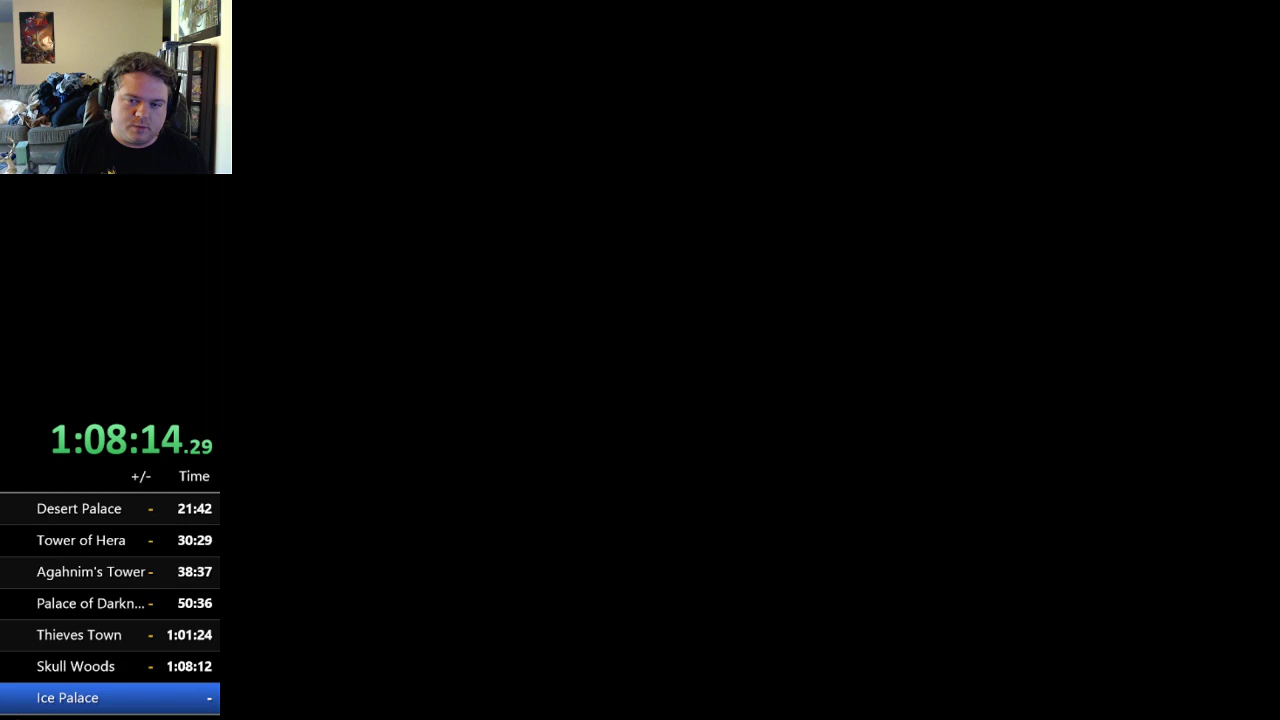 1:08:14.29
+/- Time
Desert Palace - 21:42
Tower of Hera - 30:29
Agahnim's Tower - 38:37
Palace of Darkn... - 50:36
Thieves Town - 1:01:24
Skull Woods - 1:08:12
Ice Palace -